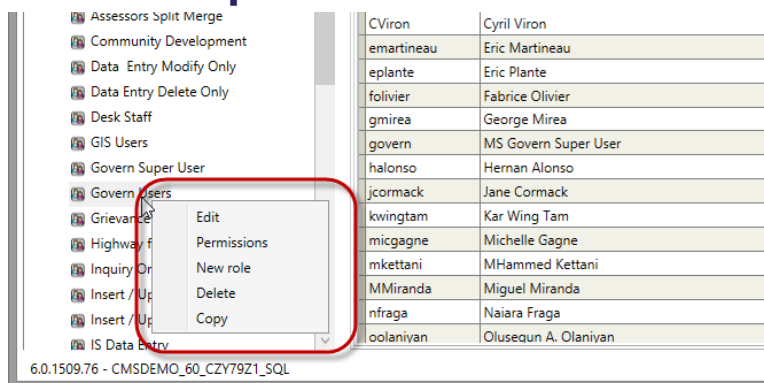 Assessors Split Merge
Community Development
Data Entry Modify Only
Data Entry Delete Only
Desk Staff
GIS Users
Govern Super User
Govern Users
Grievance
Highway
Inquiry
Insert / Up
Insert / Up
IS Data Entry
Edit
Permissions
New role
Delete
Copy
CViron Cyril Viron
emartineau Eric Martineau
eplante Eric Plante
folivier Fabrice Olivier
gmirea George Mirea
govern MS Govern Super User
halonso Hernan Alonso
jcormack Jane Cormack
kwingtam Kar Wing Tam
micgagne Michelle Gagne
mkettani MHammed Kettani
MMiranda Miguel Miranda
nfraga Naiara Fraga
oolaniyan Olusegun A. Olaniyan
6.0.1509.76 - CMSDEMO_60_CZY79Z1_SQL